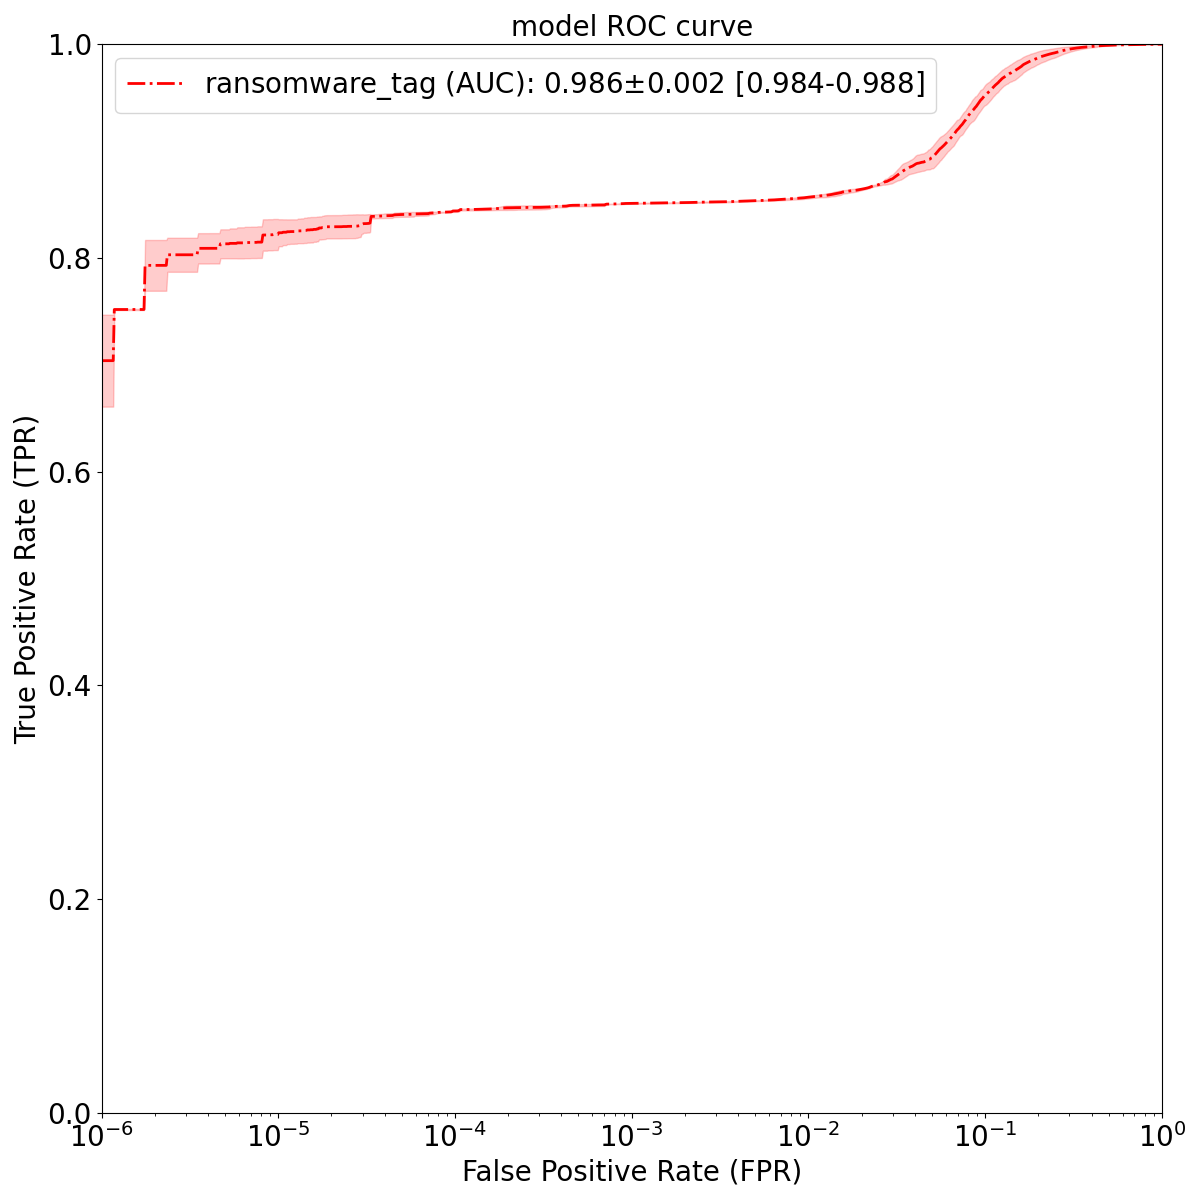 model ROC curve
ransomware_tag (AUC): 0.986±0.002 [0.984-0.988]
1.0
0.8
0.6
0.4
0.2
0.0
True Positive Rate (TPR)
10⁻⁶ 10⁻⁵ 10⁻⁴ 10⁻³ 10⁻² 10⁻¹ 10⁰
False Positive Rate (FPR)